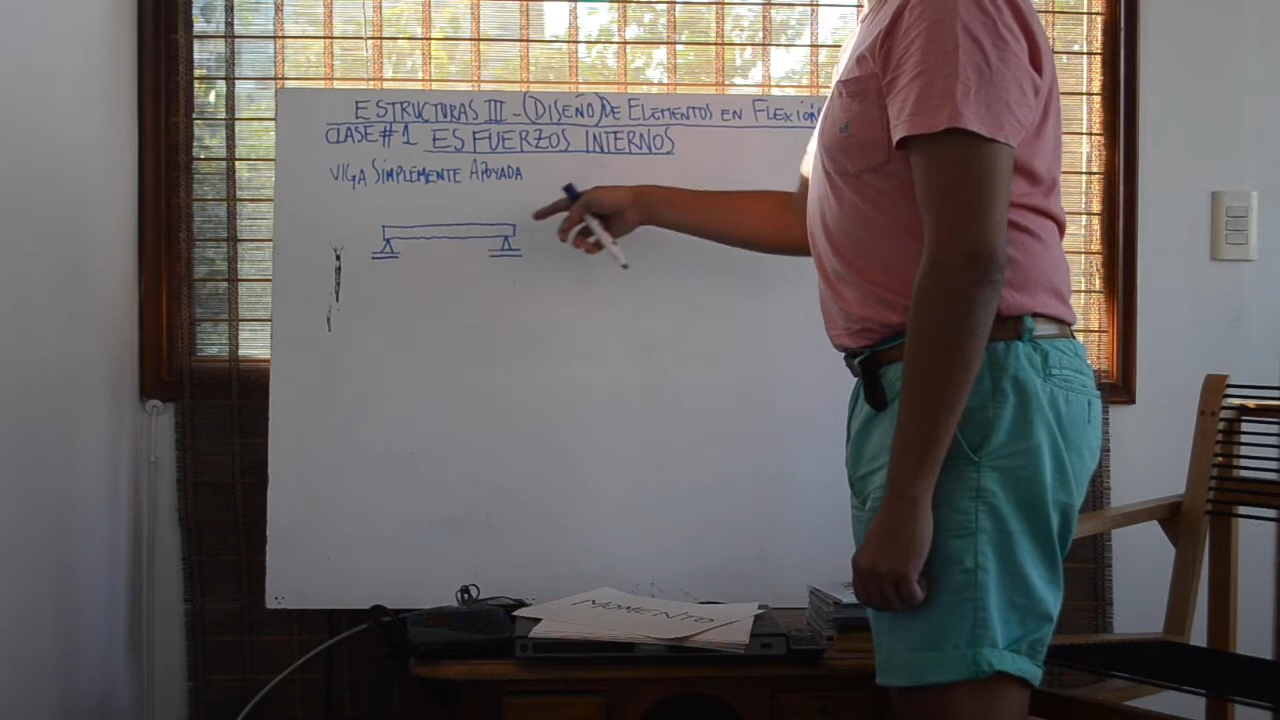 ESTRUCTURAS III - (DISEÑO) DE ELEMENTOS EN FLEXIÓN
CLASE #1 ESFUERZOS INTERNOS
VIGA SIMPLEMENTE APOYADA
MOMENTO